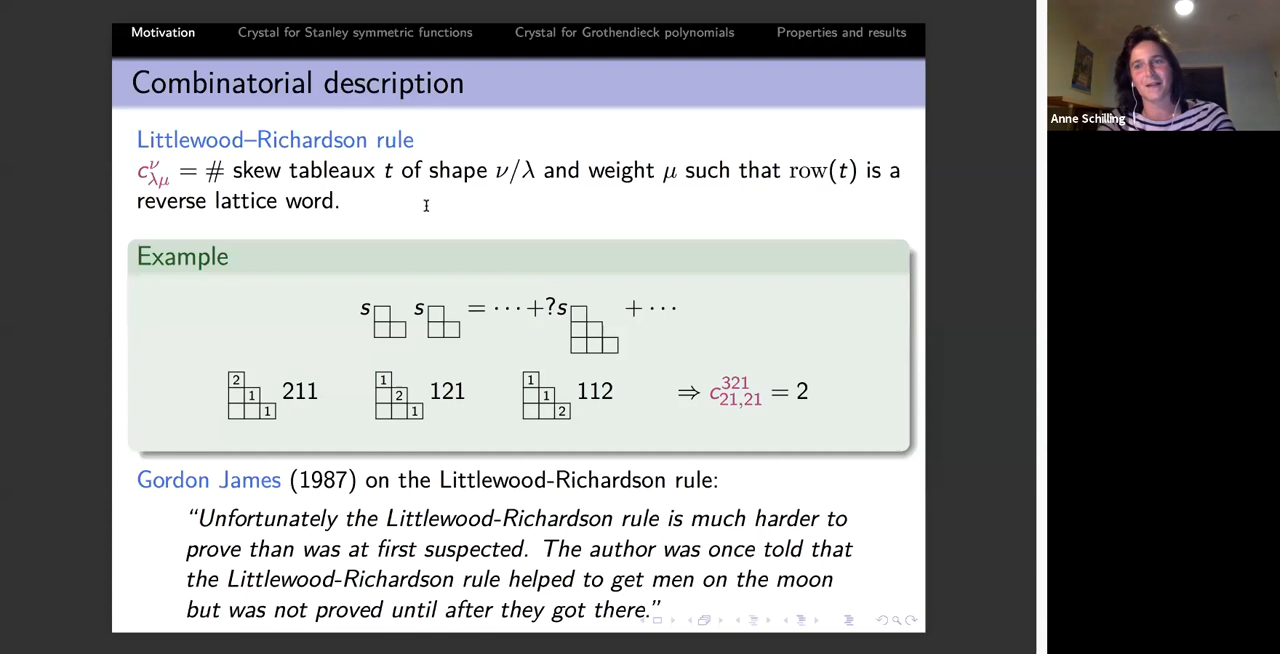 Motivation Crystal for Stanley symmetric functions Crystal for Grothendieck polynomials Properties and results
Combinatorial description
Littlewood–Richardson rule
c^ν_λμ = # skew tableaux t of shape ν/λ and weight μ such that row(t) is a
reverse lattice word.
Example
s s = ··· +?s + ···
2 1 1 211 1 2 1 121 1 1 2 112 ⇒ c^321_21,21 = 2
Gordon James (1987) on the Littlewood-Richardson rule:
“Unfortunately the Littlewood-Richardson rule is much harder to
prove than was at first suspected. The author was once told that
the Littlewood-Richardson rule helped to get men on the moon
but was not proved until after they got there.”
Anne Schilling